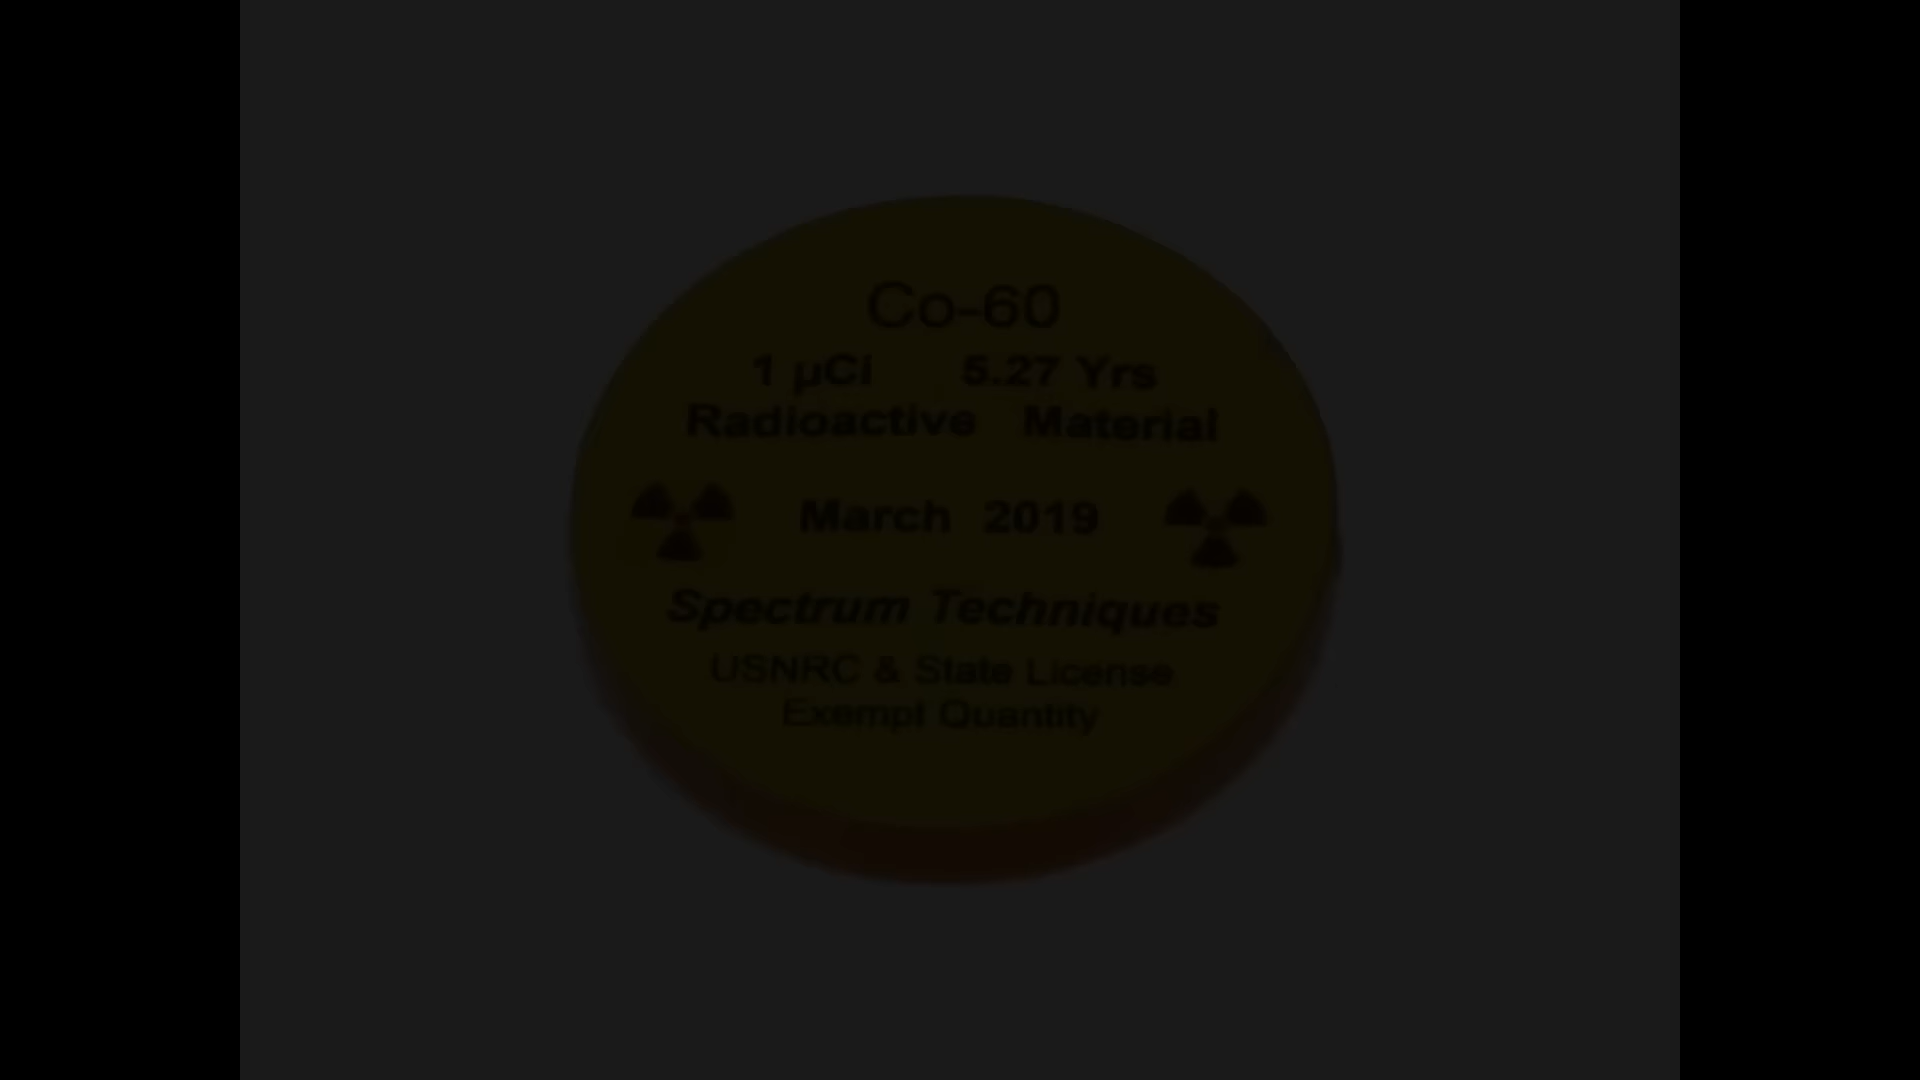 Co-60
1 µCi 5.27 Yrs
Radioactive Material
March 2019
Spectrum Techniques
USNRC & State License
Exempt Quantity